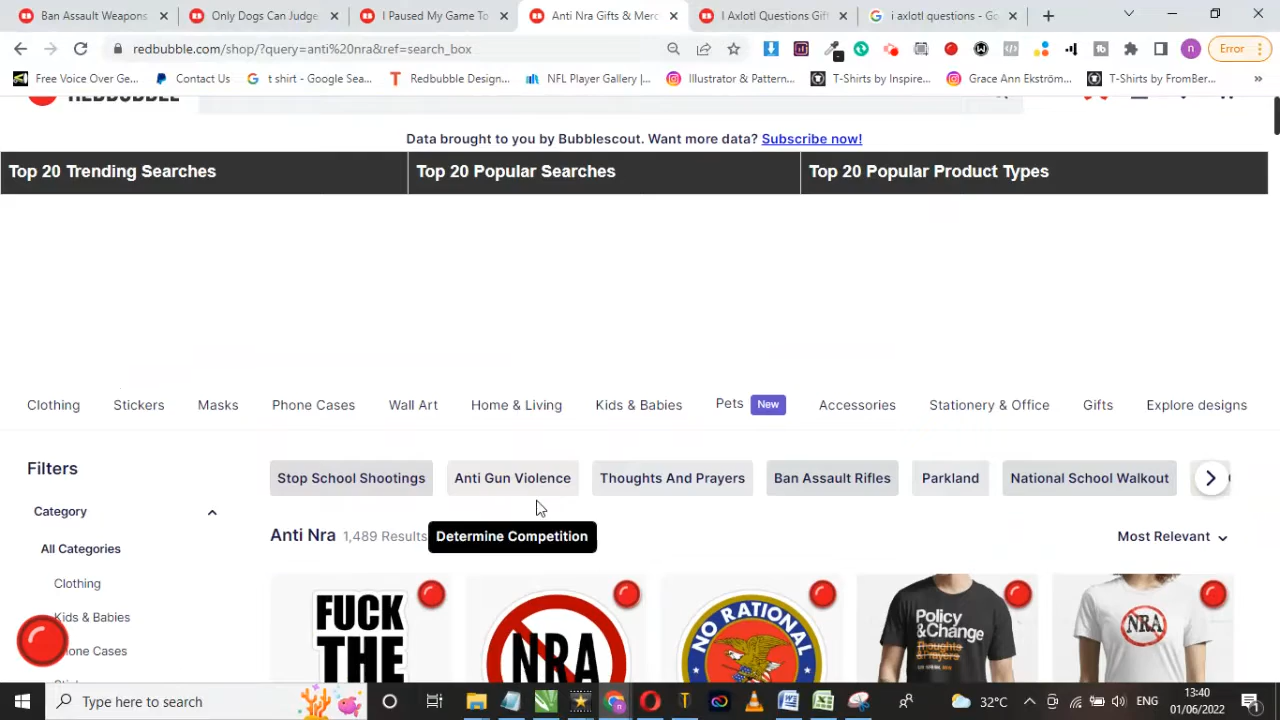 Ban Assault Weapons
Only Dogs Can Judge
I Paused My Game To
Anti Nra Gifts & Merc
I Axlotl Questions Gift
i axlotl questions - Go
redbubble.com/shop/?query=anti%20nra&ref=search_box
n
Error
Free Voice Over Ge...
Contact Us
t shirt - Google Sea...
Redbubble Design...
NFL Player Gallery |...
Illustrator & Pattern...
T-Shirts by Inspire...
Grace Ann Ekström...
T-Shirts by FromBer...
REDBUBBLE
Data brought to you by Bubblescout. Want more data? Subscribe now!
Top 20 Trending Searches
Top 20 Popular Searches
Top 20 Popular Product Types
Clothing
Stickers
Masks
Phone Cases
Wall Art
Home & Living
Kids & Babies
Pets
New
Accessories
Stationery & Office
Gifts
Explore designs
Filters
Stop School Shootings
Anti Gun Violence
Thoughts And Prayers
Ban Assault Rifles
Parkland
National School Walkout
Category
Anti Nra 1,489 Results
Determine Competition
Most Relevant
All Categories
Clothing
Kids & Babies
FUCK
THE
NRA
NO RATIONAL
Policy
&Change
Thoughts
&Prayers
NRA
Type here to search
32°C
ENG
13:40
01/06/2022
1